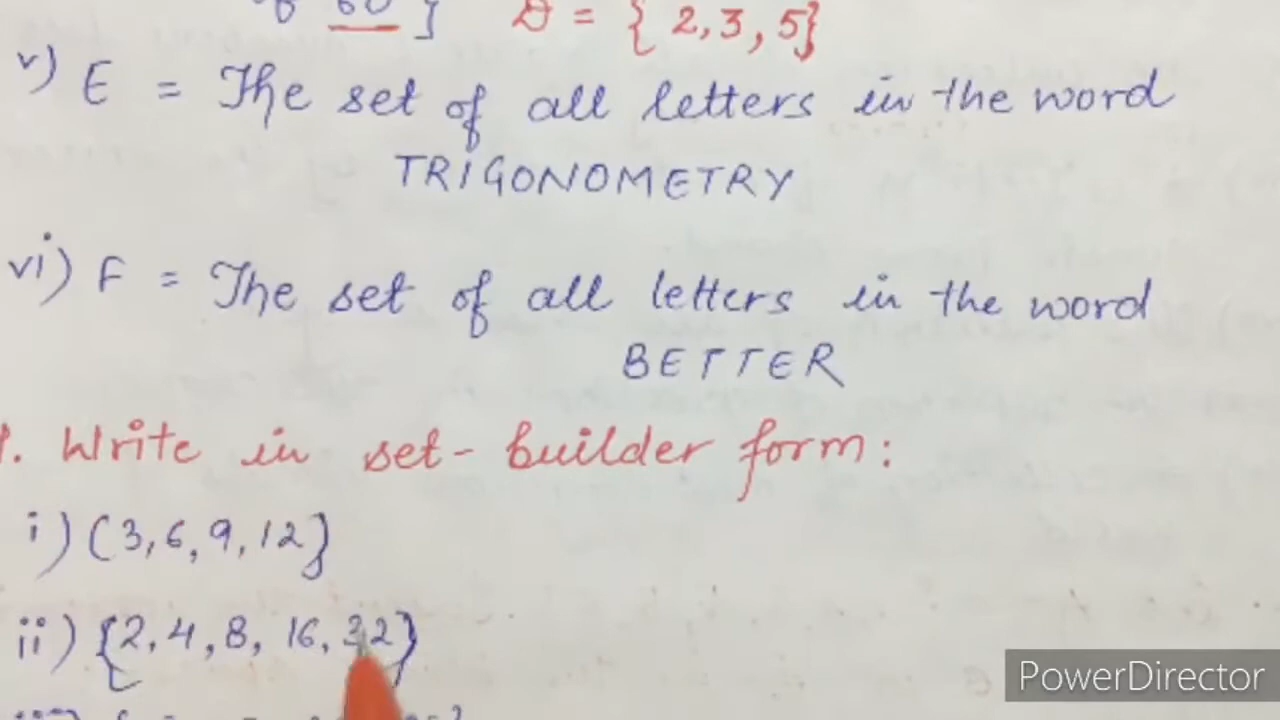 of 60} D = { 2, 3, 5}
v) E = The set of all letters in the word
TRIGONOMETRY
vi) F = The set of all letters in the word
BETTER
. Write in set-builder form:
i) (3, 6, 9, 12}
ii) {2, 4, 8, 16, 32}
PowerDirector